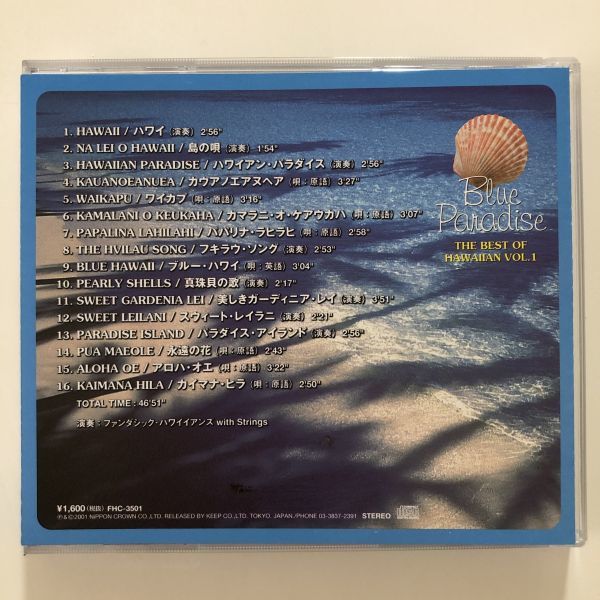 1. HAWAII / ハワイ (演奏) 2'56"
2. NA LEI O HAWAII / 島の唄 (演奏) 1'54"
3. HAWAIIAN PARADISE / ハワイアン・パラダイス (演奏) 2'56"
4. KAUANOEANUEA / カウアノエアヌヘア (唄:原語) 3'27"
5. WAIKAPU / ワイカプ (唄:原語) 3'16"
6. KAMALANI O KEUKAHA / カマラニ・オ・ケアウカハ (唄:原語) 3'07"
7. PAPALINA LAHILAHI / パパリナ・ラヒラヒ (唄:原語) 2'58"
8. THE HVILAU SONG / フキラウ・ソング (演奏) 2'53"
9. BLUE HAWAII / ブルー・ハワイ (唄:英語) 3'04"
10. PEARLY SHELLS / 真珠貝の歌 (演奏) 2'17"
11. SWEET GARDENIA LEI / 美しきガーディニア・レイ (演奏) 3'51"
12. SWEET LEILANI / スウィート・レイラニ (演奏) 2'21"
13. PARADISE ISLAND / パラダイス・アイランド (演奏) 2'56"
14. PUA MAEOLE / 永遠の花 (唄:原語) 2'43"
15. ALOHA OE / アロハ・オエ (唄:原語) 3'22"
16. KAIMANA HILA / カイマナ・ヒラ (唄:原語) 2'50"
TOTAL TIME : 46'51"
演奏:ファンタジック・ハワイイアンス with Strings
Blue
Paradise
THE BEST OF
HAWAIIAN VOL.1
¥1,600(税抜) FHC-3501
Ⓟ&©2001 NIPPON CROWN CO.,LTD. RELEASED BY KEEP CO.,LTD. TOKYO. JAPAN./PHONE 03-3837-2391 STEREO